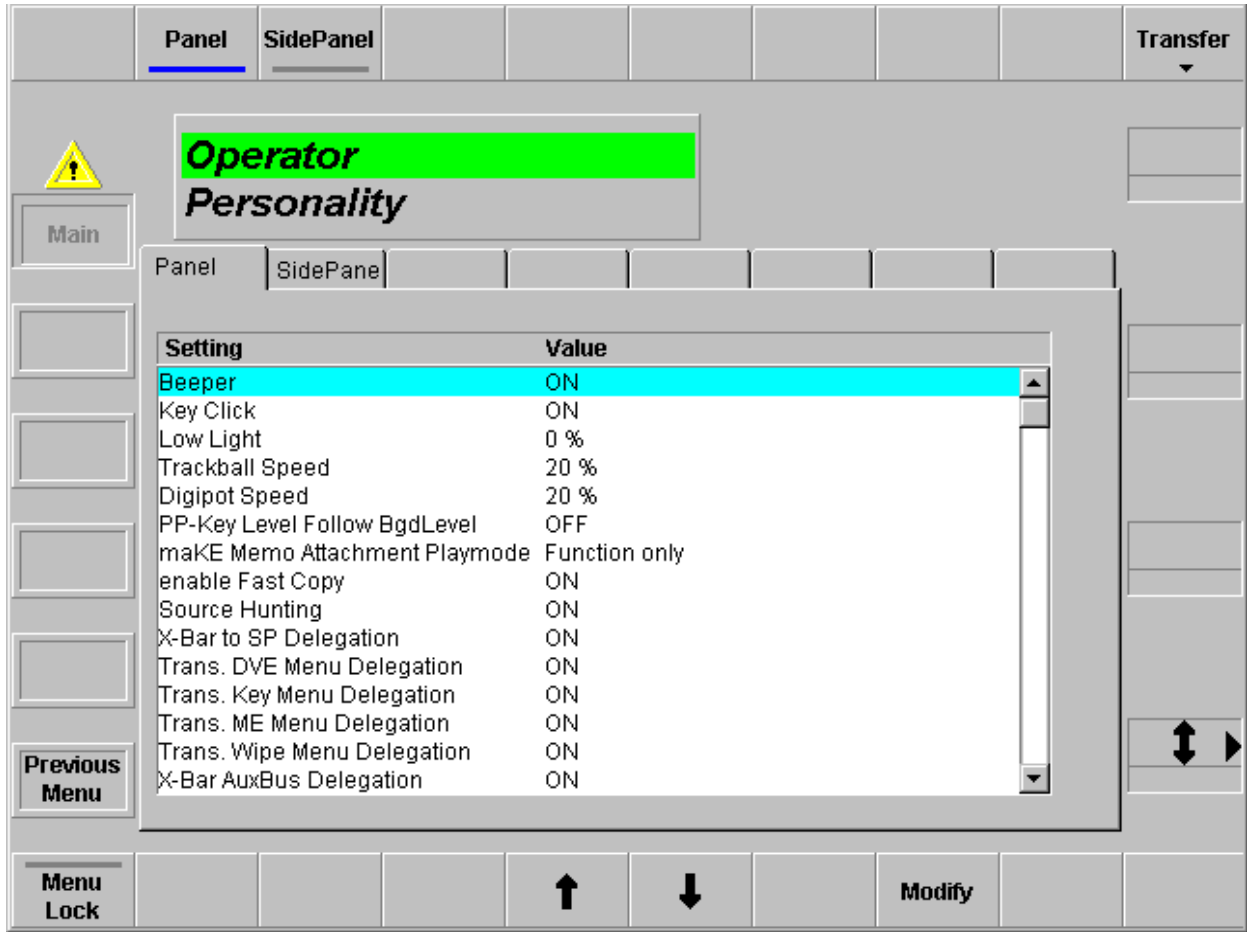 Panel SidePanel Transfer
Operator
Personality
Main
Panel SidePane
Setting Value
Beeper ON
Key Click ON
Low Light 0 %
Trackball Speed 20 %
Digipot Speed 20 %
PP-Key Level Follow BgdLevel OFF
maKE Memo Attachment Playmode Function only
enable Fast Copy ON
Source Hunting ON
X-Bar to SP Delegation ON
Trans. DVE Menu Delegation ON
Trans. Key Menu Delegation ON
Trans. ME Menu Delegation ON
Trans. Wipe Menu Delegation ON
X-Bar AuxBus Delegation ON
Previous
Menu
Menu
Lock
Modify